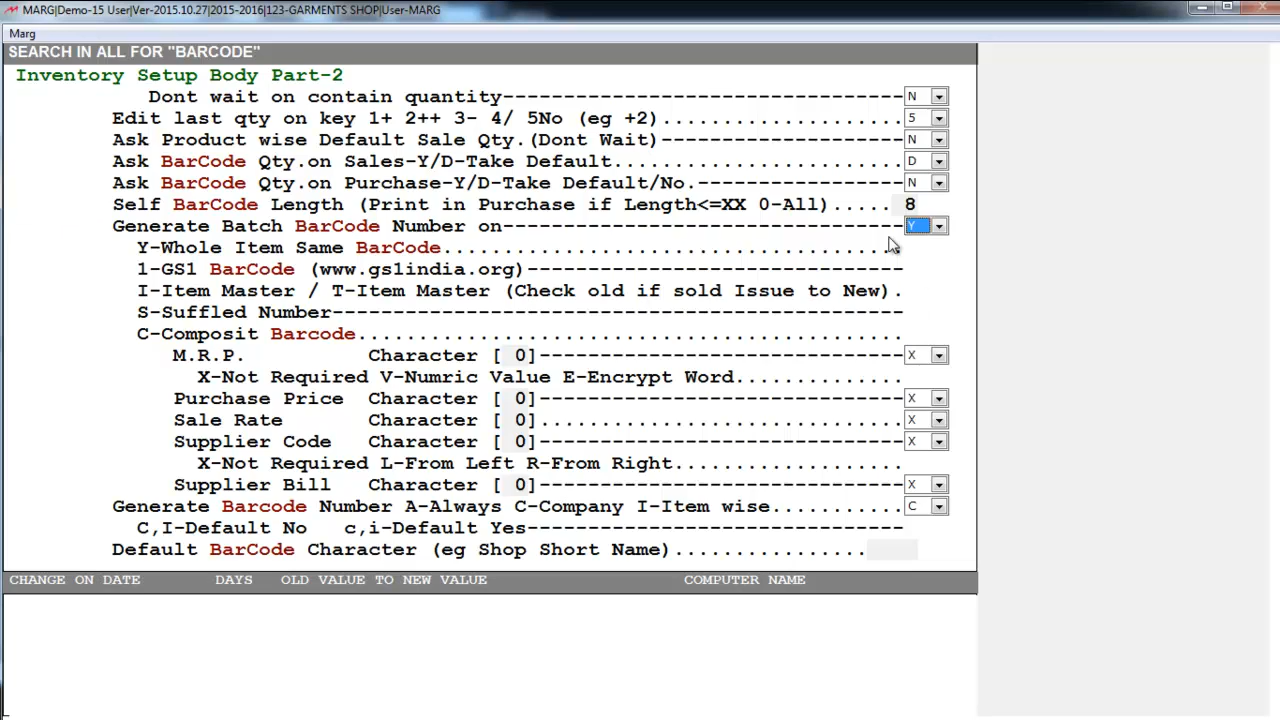 MARG|Demo-15 User|Ver-2015.10.27|2015-2016|123-GARMENTS SHOP|User-MARG
Marg
SEARCH IN ALL FOR "BARCODE"
Inventory Setup Body Part-2
Dont wait on contain quantity--------------------------------- N
Edit last qty on key 1+ 2++ 3- 4/ 5No (eg +2).................... 5
Ask Product wise Default Sale Qty.(Dont Wait)-------------------- N
Ask BarCode Qty.on Sales-Y/D-Take Default........................ D
Ask BarCode Qty.on Purchase-Y/D-Take Default/No.----------------- N
Self BarCode Length (Print in Purchase if Length<=XX 0-All)..... 8
Generate Batch BarCode Number on--------------------------------- Y
Y-Whole Item Same BarCode......................................
1-GS1 BarCode (www.gs1india.org)-------------------------------
I-Item Master / T-Item Master (Check old if sold Issue to New).
S-Suffled Number-----------------------------------------------
C-Composit Barcode.............................................
M.R.P. Character [ 0]------------------------------ X
X-Not Required V-Numric Value E-Encrypt Word..............
Purchase Price Character [ 0]------------------------------ X
Sale Rate Character [ 0].............................. X
Supplier Code Character [ 0]------------------------------ X
X-Not Required L-From Left R-From Right...................
Supplier Bill Character [ 0]------------------------------ X
Generate Barcode Number A-Always C-Company I-Item wise........... C
C,I-Default No c,i-Default Yes-------------------------------
Default BarCode Character (eg Shop Short Name)................
CHANGE ON DATE DAYS OLD VALUE TO NEW VALUE COMPUTER NAME